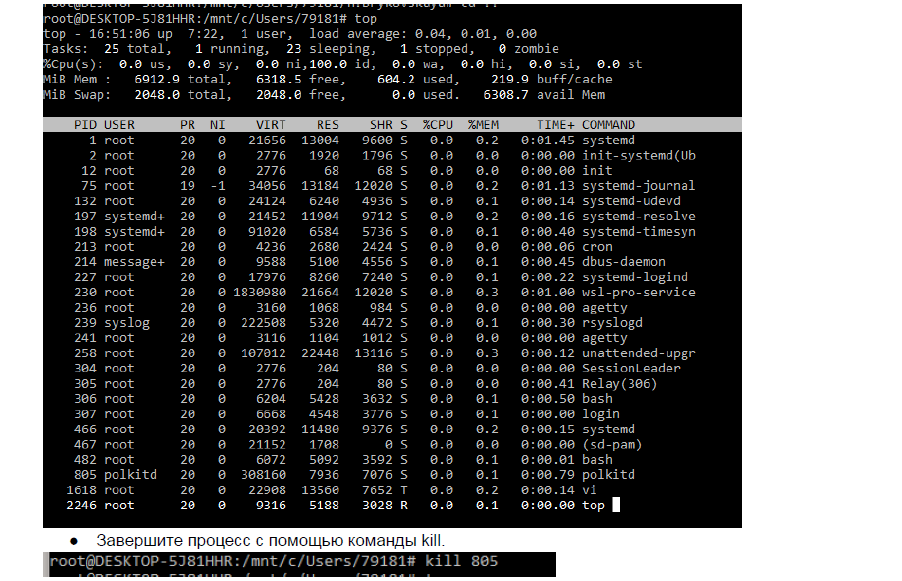 root@DESKTOP-5J81HHR:/mnt/c/Users/79181# top
top - 16:51:06 up  7:22,  1 user,  load average: 0.04, 0.01, 0.00
Tasks:  25 total,   1 running,  23 sleeping,   1 stopped,   0 zombie
%Cpu(s):  0.0 us,  0.0 sy,  0.0 ni,100.0 id,  0.0 wa,  0.0 hi,  0.0 si,  0.0 st
MiB Mem :   6912.9 total,   6318.5 free,    604.2 used,    219.9 buff/cache
MiB Swap:   2048.0 total,   2048.0 free,      0.0 used.   6308.7 avail Mem
PID USER      PR  NI    VIRT    RES    SHR S  %CPU  %MEM     TIME+ COMMAND
1 root      20   0   21656  13004   9600 S   0.0   0.2   0:01.45 systemd
2 root      20   0    2776   1920   1796 S   0.0   0.0   0:00.00 init-systemd(Ub
12 root      20   0    2776     68     68 S   0.0   0.0   0:00.00 init
75 root      19  -1   34056  13184  12020 S   0.0   0.2   0:01.13 systemd-journal
132 root      20   0   24124   6240   4936 S   0.0   0.1   0:00.14 systemd-udevd
197 systemd+  20   0   21452  11904   9712 S   0.0   0.2   0:00.16 systemd-resolve
198 systemd+  20   0   91020   6584   5736 S   0.0   0.1   0:00.40 systemd-timesyn
213 root      20   0    4236   2680   2424 S   0.0   0.0   0:00.06 cron
214 message+  20   0    9588   5100   4556 S   0.0   0.1   0:00.45 dbus-daemon
227 root      20   0   17976   8260   7240 S   0.0   0.1   0:00.22 systemd-logind
230 root      20   0 1830980  21664  12020 S   0.0   0.3   0:01.00 wsl-pro-service
236 root      20   0    3160   1068    984 S   0.0   0.0   0:00.00 agetty
239 syslog    20   0  222508   5320   4472 S   0.0   0.1   0:00.30 rsyslogd
241 root      20   0    3116   1104   1012 S   0.0   0.0   0:00.00 agetty
258 root      20   0  107012  22448  13116 S   0.0   0.3   0:00.12 unattended-upgr
304 root      20   0    2776    204     80 S   0.0   0.0   0:00.00 SessionLeader
305 root      20   0    2776    204     80 S   0.0   0.0   0:00.41 Relay(306)
306 root      20   0    6204   5428   3632 S   0.0   0.1   0:00.50 bash
307 root      20   0    6668   4548   3776 S   0.0   0.1   0:00.00 login
466 root      20   0   20392  11480   9376 S   0.0   0.2   0:00.15 systemd
467 root      20   0   21152   1708      0 S   0.0   0.0   0:00.00 (sd-pam)
482 root      20   0    6072   5092   3592 S   0.0   0.1   0:00.01 bash
805 polkitd   20   0  308160   7936   7076 S   0.0   0.1   0:00.79 polkitd
1618 root      20   0   22908  13560   7652 T   0.0   0.2   0:00.14 vi
2246 root      20   0    9316   5188   3028 R   0.0   0.1   0:00.00 top
● Завершите процесс с помощью команды kill.
root@DESKTOP-5J81HHR:/mnt/c/Users/79181# kill 805